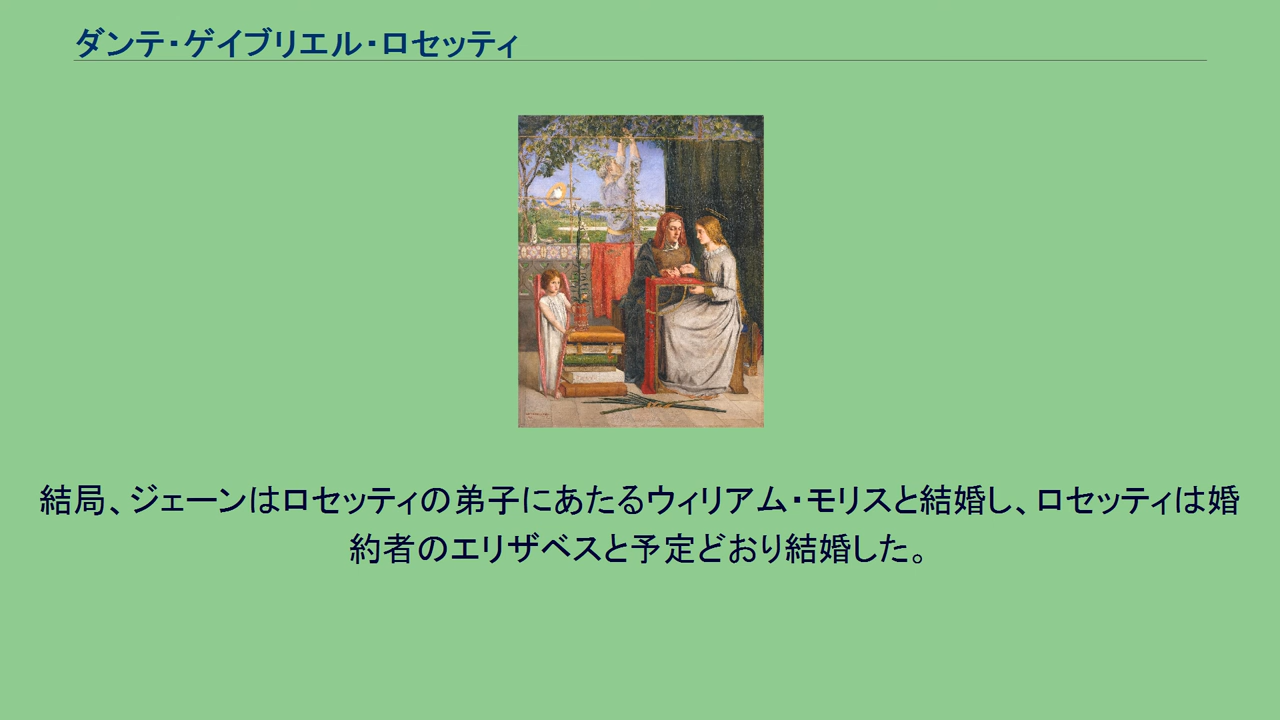 ダンテ・ゲイブリエル・ロセッティ
結局、ジェーンはロセッティの弟子にあたるウィリアム・モリスと結婚し、ロセッティは婚
約者のエリザベスと予定どおり結婚した。